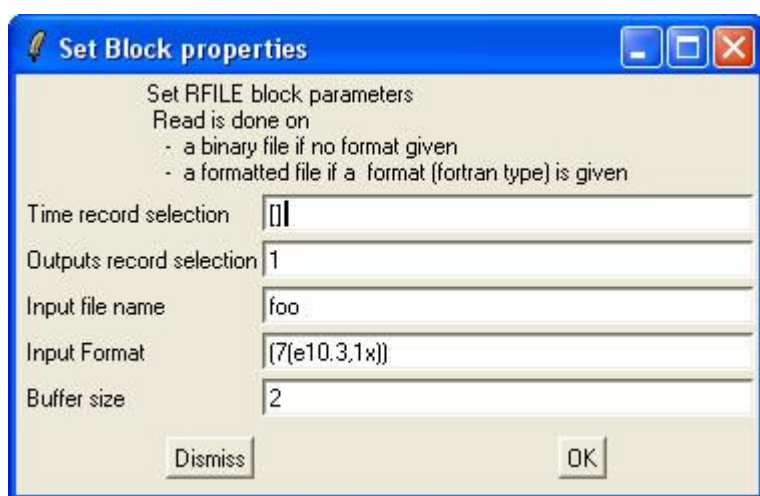 Set Block properties
Set RFILE block parameters
Read is done on
- a binary file if no format given
- a formatted file if a format (fortran type) is given
Time record selection []
Outputs record selection 1
Input file name foo
Input Format (7(e10.3,1x))
Buffer size 2
Dismiss OK